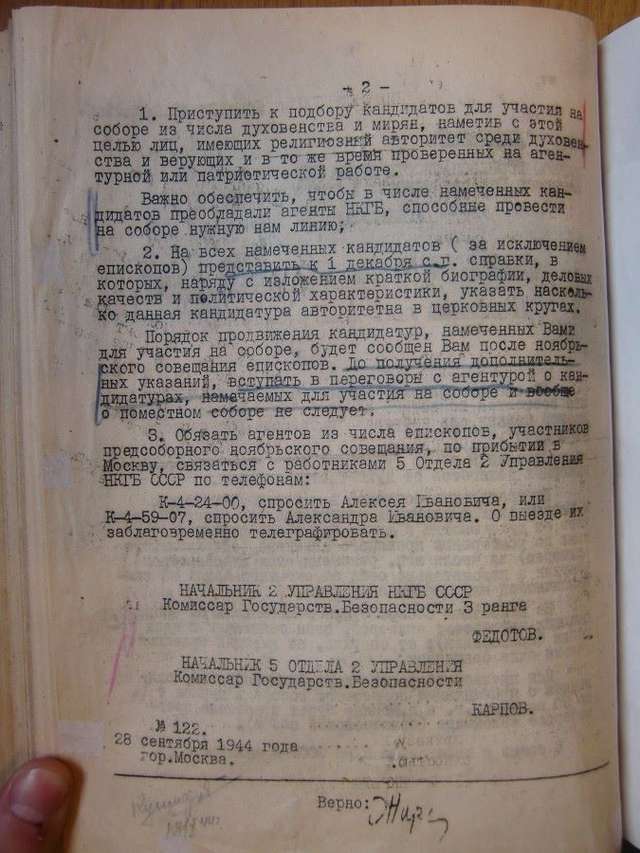 - 2 -
1. Приступить к подбору кандидатов для участия на
соборе из числа духовенства и мирян, наметив с этой
целью лиц, имеющих религиозный авторитет среди духовен-
ства и верующих и в то же время проверенных на аген-
турной или патриотической работе.
Важно обеспечить, чтобы в числе намеченных кан-
дидатов преобладали агенты НКГБ, способные провести
на соборе нужную нам линию;
2. На всех намеченных кандидатов ( за исключением
епископов) представить к 1 декабря с.г. справки, в
которых, наряду с изложением краткой биографии, деловых
качеств и политической характеристики, указать насколь-
ко данная кандидатура авторитетна в церковных кругах.
Порядок продвижения кандидатур, намеченных Вами
для участия на соборе, будет сообщен Вам после ноябрь-
ского совещания епископов. До получения дополнитель-
ных указаний, вступать в переговоры с агентурой о кан-
дидатурах, намечаемых для участия на соборе и вообще
о поместном соборе не следует.
3. Обязать агентов из числа епископов, участников
предсоборного ноябрьского совещания, по прибытии в
Москву, связаться с работниками 5 Отдела 2 Управления
НКГБ СССР по телефонам:
К-4-24-00, спросить Алексея Ивановича, или
К-4-59-07, спросить Александра Ивановича. О выезде их
заблаговременно телеграфировать.
НАЧАЛЬНИК 2 УПРАВЛЕНИЯ НКГБ СССР
Комиссар Государств.Безопасности 3 ранга
ФЕДОТОВ.
НАЧАЛЬНИК 5 ОТДЕЛА 2 УПРАВЛЕНИЯ
Комиссар Государств.Безопасности
КАРПОВ.
№ 122.
28 сентября 1944 года
гор.Москва.
Верно: